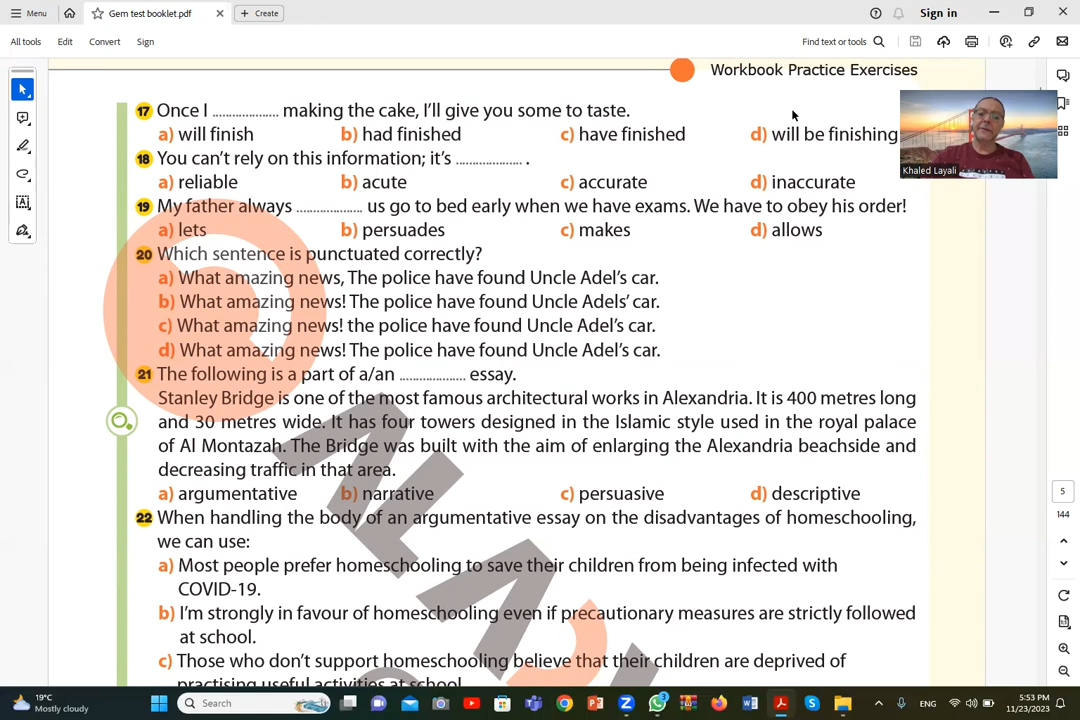 Menu
Gem test booklet.pdf
Create
Sign in
All tools
Edit
Convert
Sign
Find text or tools
Workbook Practice Exercises
17 Once I .................... making the cake, I'll give you some to taste.
a) will finish b) had finished c) have finished d) will be finishing
18 You can't rely on this information; it's .................... .
a) reliable b) acute c) accurate d) inaccurate
19 My father always .................... us go to bed early when we have exams. We have to obey his order!
a) lets b) persuades c) makes d) allows
20 Which sentence is punctuated correctly?
a) What amazing news, The police have found Uncle Adel's car.
b) What amazing news! The police have found Uncle Adels' car.
c) What amazing news! the police have found Uncle Adel's car.
d) What amazing news! The police have found Uncle Adel's car.
21 The following is a part of a/an .................... essay.
Stanley Bridge is one of the most famous architectural works in Alexandria. It is 400 metres long
and 30 metres wide. It has four towers designed in the Islamic style used in the royal palace
of Al Montazah. The Bridge was built with the aim of enlarging the Alexandria beachside and
decreasing traffic in that area.
a) argumentative b) narrative c) persuasive d) descriptive
22 When handling the body of an argumentative essay on the disadvantages of homeschooling,
we can use:
a) Most people prefer homeschooling to save their children from being infected with
COVID-19.
b) I'm strongly in favour of homeschooling even if precautionary measures are strictly followed
at school.
c) Those who don't support homeschooling believe that their children are deprived of
practising useful activities at school.
Khaled Layali
5
144
19°C
Mostly cloudy
Search
3
ENG
5:53 PM
11/23/2023